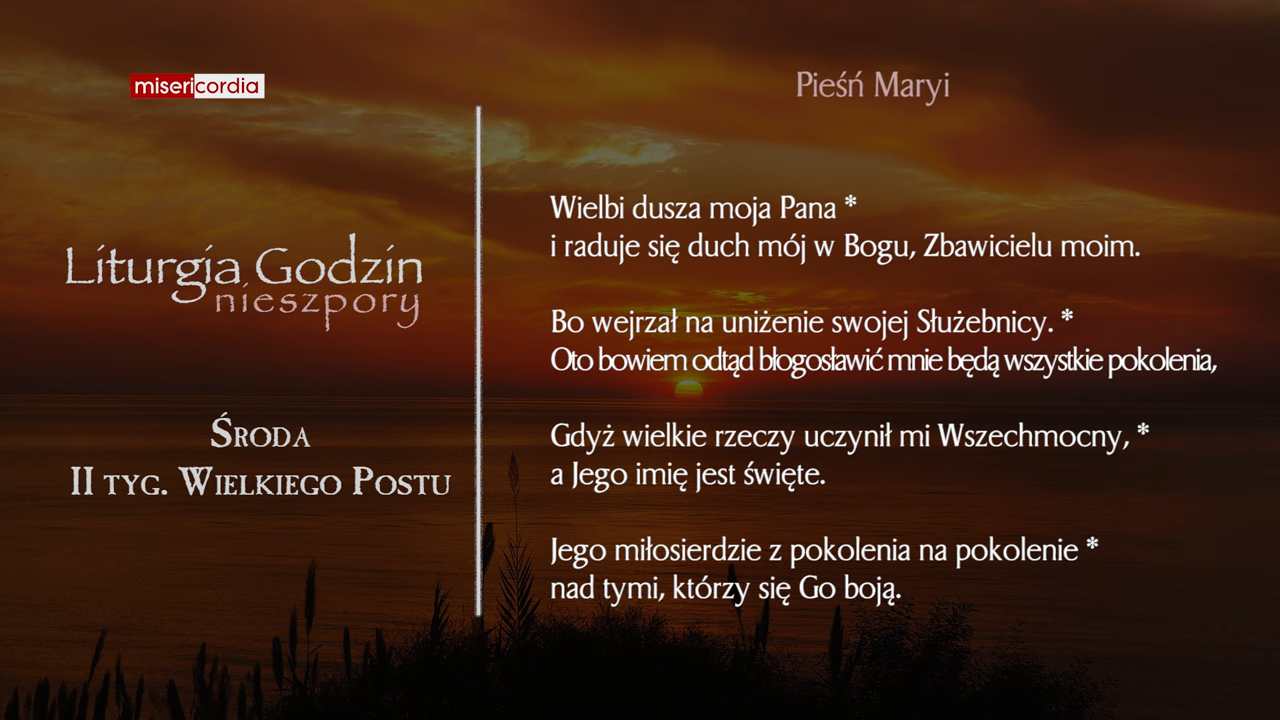 misericordia
Liturgia Godzin
nieszpory
Środa
II tyg. Wielkiego Postu
Pieśń Maryi
Wielbi dusza moja Pana *
i raduje się duch mój w Bogu, Zbawicielu moim.
Bo wejrzał na uniżenie swojej Służebnicy. *
Oto bowiem odtąd błogosławić mnie będą wszystkie pokolenia,
Gdyż wielkie rzeczy uczynił mi Wszechmocny, *
a Jego imię jest święte.
Jego miłosierdzie z pokolenia na pokolenie *
nad tymi, którzy się Go boją.